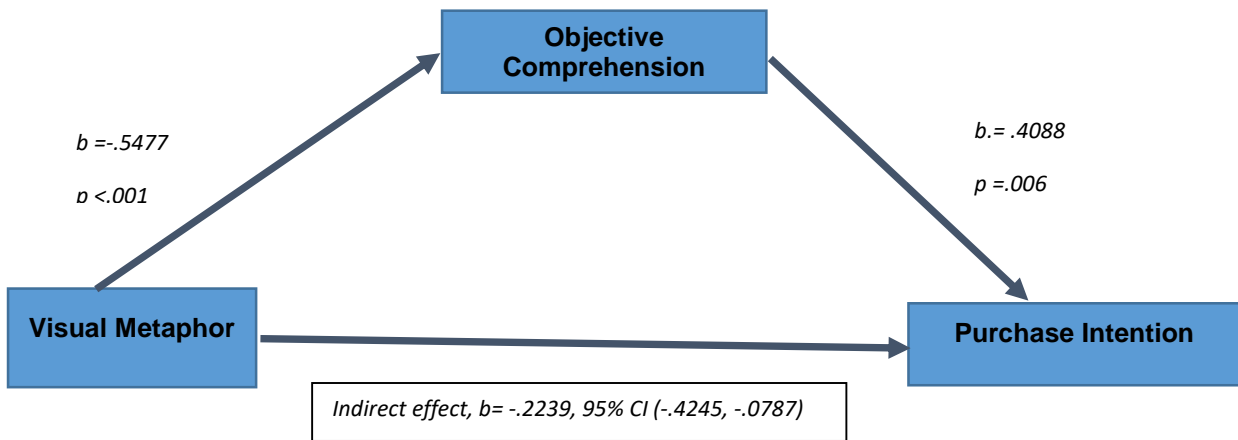 Objective
Comprehension
b =-.5477
p <.001
b.= .4088
p =.006
Visual Metaphor
Purchase Intention
Indirect effect, b= -.2239, 95% CI (-.4245, -.0787)